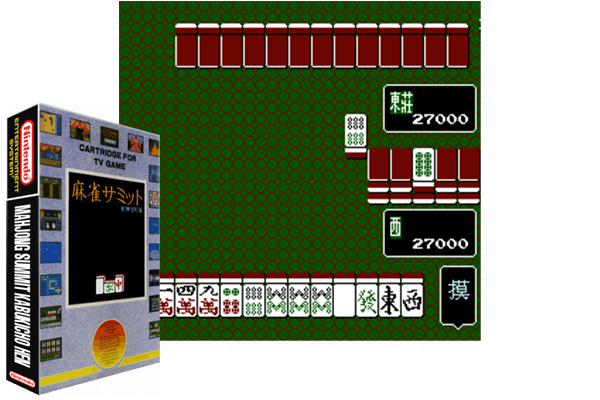 Nintendo
ENTERTAINMENT
SYSTEM
MAHJONG SUMMIT KABUKICHO HEN
Nintendo
CARTRIDGE FOR
TV GAME
麻雀サミット
東荘
27000
西
27000
摸
一 四 九 發 東 西
萬 萬 萬